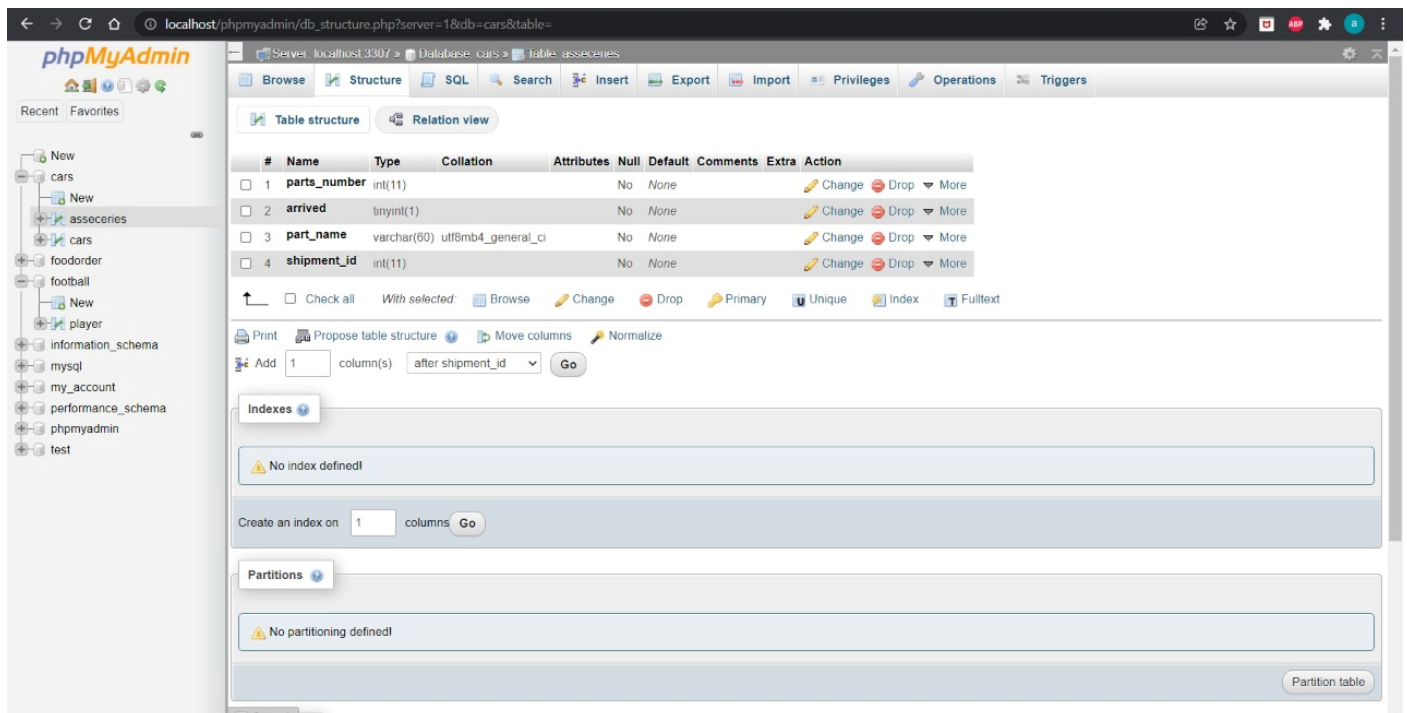 localhost/phpmyadmin/db_structure.php?server=1&db=cars&table=
phpMyAdmin
Recent Favorites
New
cars
New
asseceries
cars
foodorder
football
New
player
information_schema
mysql
my_account
performance_schema
phpmyadmin
test
Server: localhost:3307 » Database: cars » Table: asseceries
Browse Structure SQL Search Insert Export Import Privileges Operations Triggers
Table structure Relation view
# Name Type Collation Attributes Null Default Comments Extra Action
1 parts_number int(11) No None Change Drop More
2 arrived tinyint(1) No None Change Drop More
3 part_name varchar(60) utf8mb4_general_ci No None Change Drop More
4 shipment_id int(11) No None Change Drop More
Check all With selected: Browse Change Drop Primary Unique Index Fulltext
Print Propose table structure Move columns Normalize
Add 1 column(s) after shipment_id Go
Indexes
No index defined!
Create an index on 1 columns Go
Partitions
No partitioning defined!
Partition table